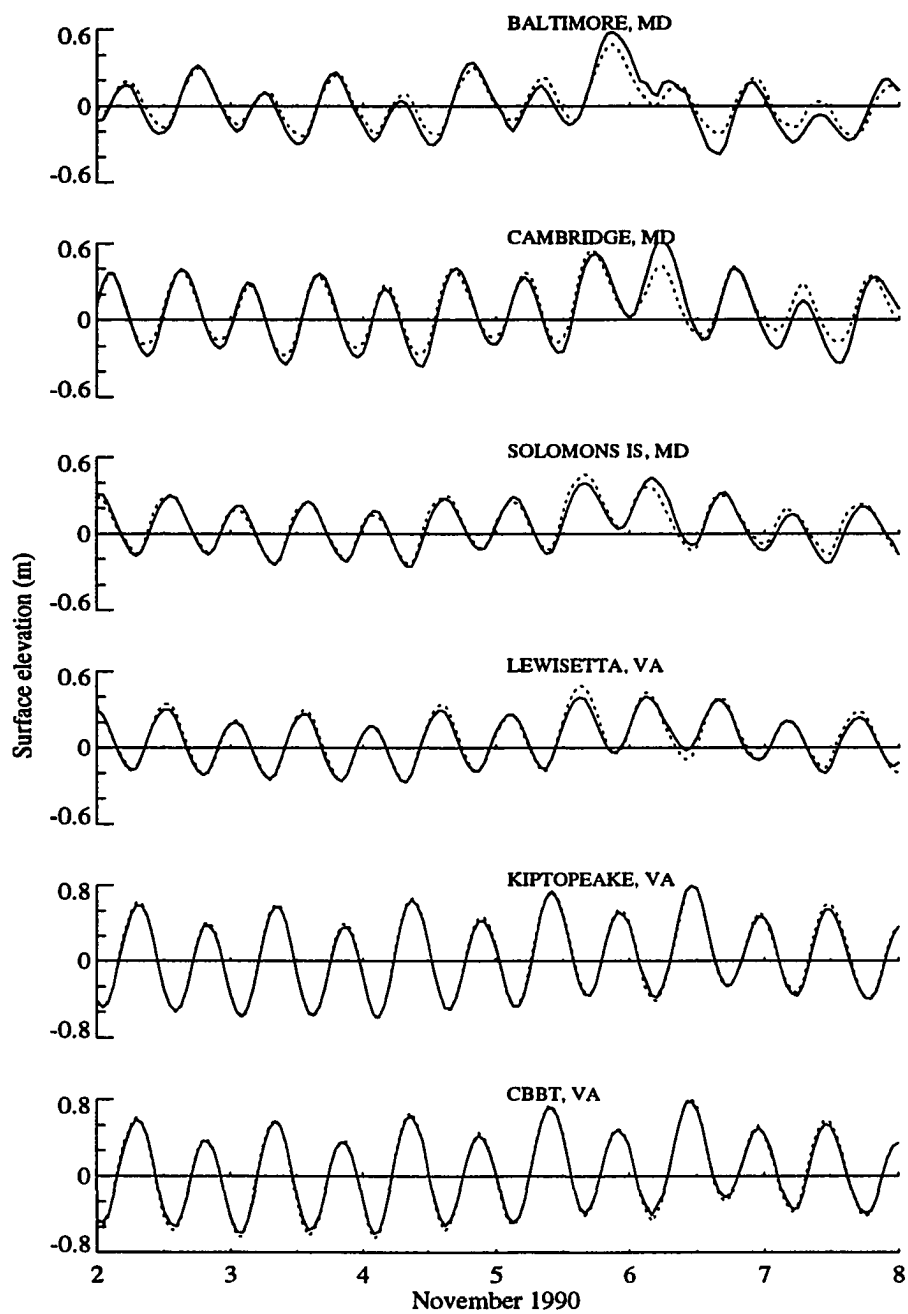 BALTIMORE, MD
0.6
0
-0.6
CAMBRIDGE, MD
0.6
0
-0.6
SOLOMONS IS, MD
0.6
0
-0.6
Surface elevation (m)
LEWISETTA, VA
0.6
0
-0.6
KIPTOPEAKE, VA
0.8
0
-0.8
CBBT, VA
0.8
0
-0.8
2 3 4 5 6 7 8
November 1990